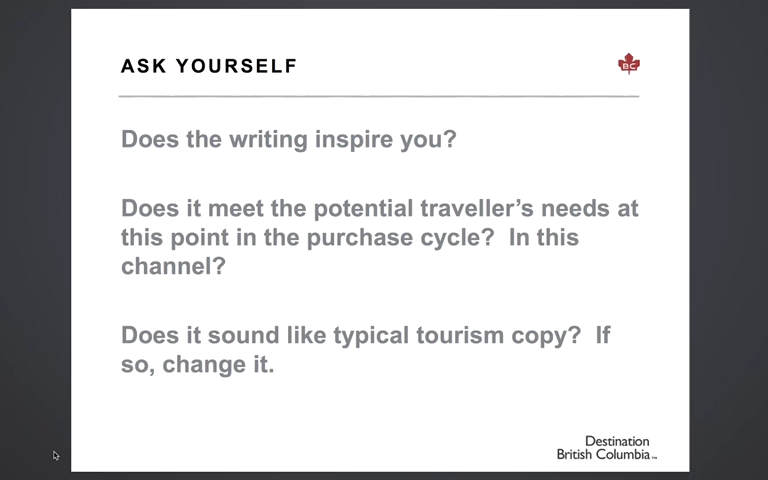 ASK YOURSELF
BC
Does the writing inspire you?
Does it meet the potential traveller’s needs at
this point in the purchase cycle?  In this
channel?
Does it sound like typical tourism copy?  If
so, change it.
Destination
British Columbia™